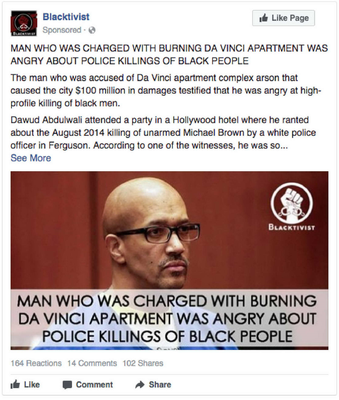 Blacktivist
Like Page
Sponsored ·
MAN WHO WAS CHARGED WITH BURNING DA VINCI APARTMENT WAS
ANGRY ABOUT POLICE KILLINGS OF BLACK PEOPLE
The man who was accused of Da Vinci apartment complex arson that
caused the city $100 million in damages testified that he was angry at high-
profile killing of black men.
Dawud Abdulwali attended a party in a Hollywood hotel where he ranted
about the August 2014 killing of unarmed Michael Brown by a white police
officer in Ferguson. According to one of the witnesses, he was so...
See More
BLACKTIVIST
MAN WHO WAS CHARGED WITH BURNING
DA VINCI APARTMENT WAS ANGRY ABOUT
POLICE KILLINGS OF BLACK PEOPLE
164 Reactions 14 Comments 102 Shares
Like Comment Share